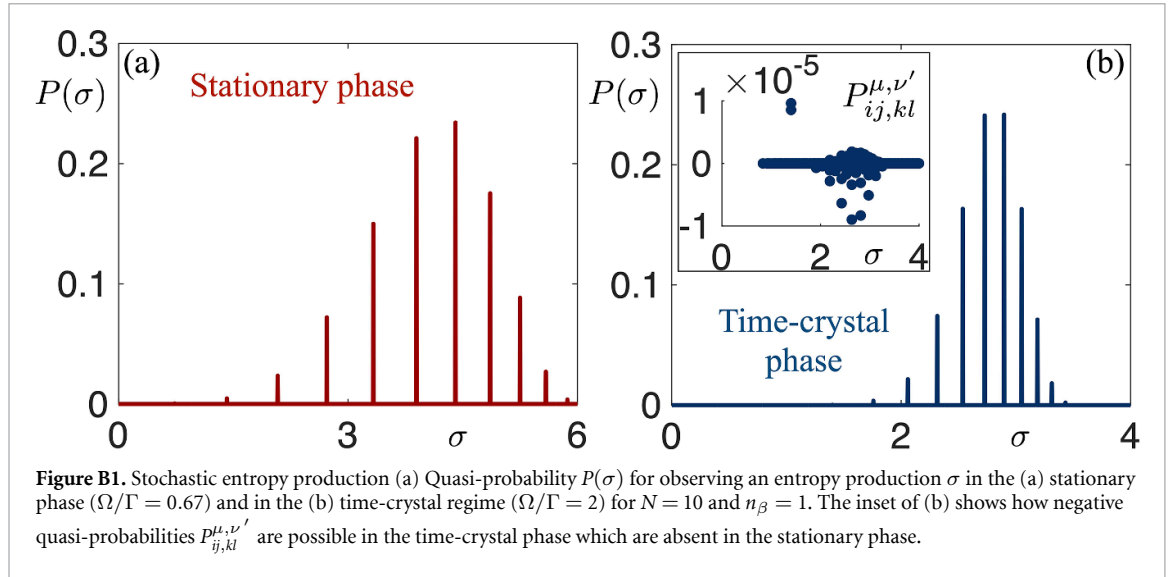 0.3
(a)
P(σ)
Stationary phase
0.2
0.1
0
0
3
σ
6
0.3
(b)
P(σ)
1
×10^-5
P^{μ,ν'}_{ij,kl}
0
-1
0
2
σ
4
0.2
0.1
Time-crystal
phase
0
0
2
σ
4
Figure B1. Stochastic entropy production (a) Quasi-probability P(σ) for observing an entropy production σ in the (a) stationary
phase (Ω/Γ = 0.67) and in the (b) time-crystal regime (Ω/Γ = 2) for N = 10 and n_β = 1. The inset of (b) shows how negative
quasi-probabilities P^{μ,ν'}_{ij,kl} are possible in the time-crystal phase which are absent in the stationary phase.